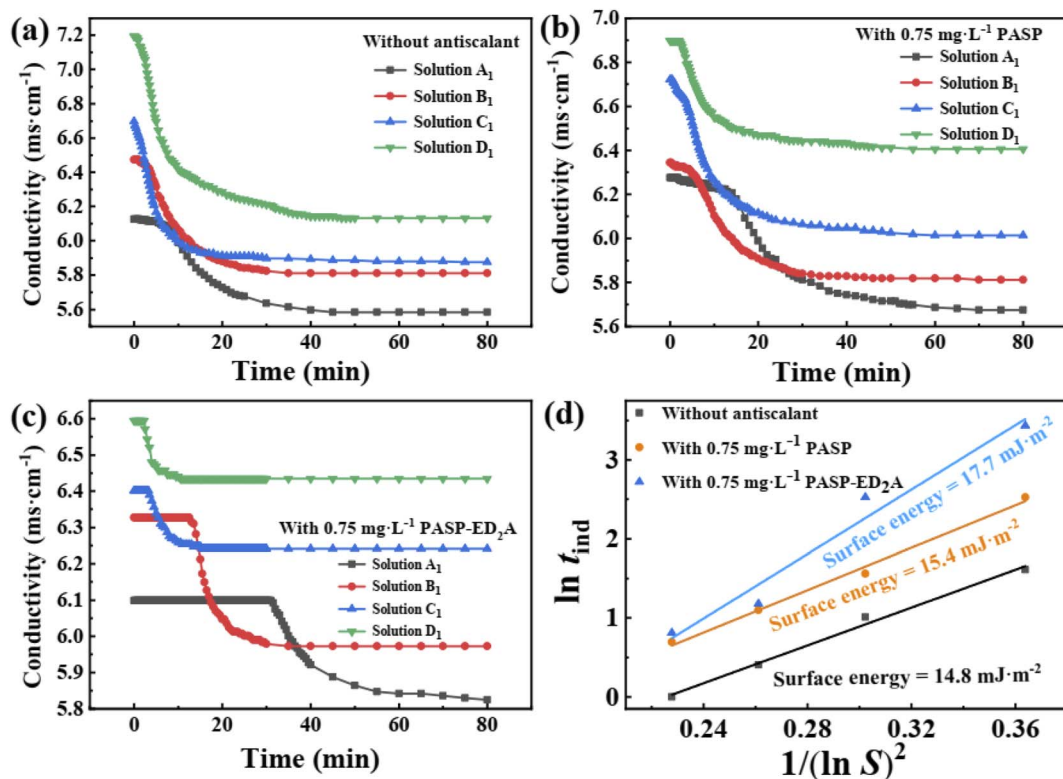 (a)
Without antiscalant
Solution A₁
Solution B₁
Solution C₁
Solution D₁
7.2
6.8
6.4
6.0
5.6
Conductivity (ms·cm⁻¹)
0 20 40 60 80
Time (min)
(b)
With 0.75 mg·L⁻¹ PASP
Solution A₁
Solution B₁
Solution C₁
Solution D₁
7.0
6.8
6.6
6.4
6.2
6.0
5.8
5.6
Conductivity (ms·cm⁻¹)
0 20 40 60 80
Time (min)
(c)
With 0.75 mg·L⁻¹ PASP-ED₂A
Solution A₁
Solution B₁
Solution C₁
Solution D₁
6.6
6.5
6.4
6.3
6.2
6.1
6.0
5.9
5.8
Conductivity (ms·cm⁻¹)
0 20 40 60 80
Time (min)
(d)
Without antiscalant
With 0.75 mg·L⁻¹ PASP
With 0.75 mg·L⁻¹ PASP-ED₂A
Surface energy = 17.7 mJ·m⁻²
Surface energy = 15.4 mJ·m⁻²
Surface energy = 14.8 mJ·m⁻²
3
2
1
0
ln t_ind
0.24 0.28 0.32 0.36
1/(ln S)²